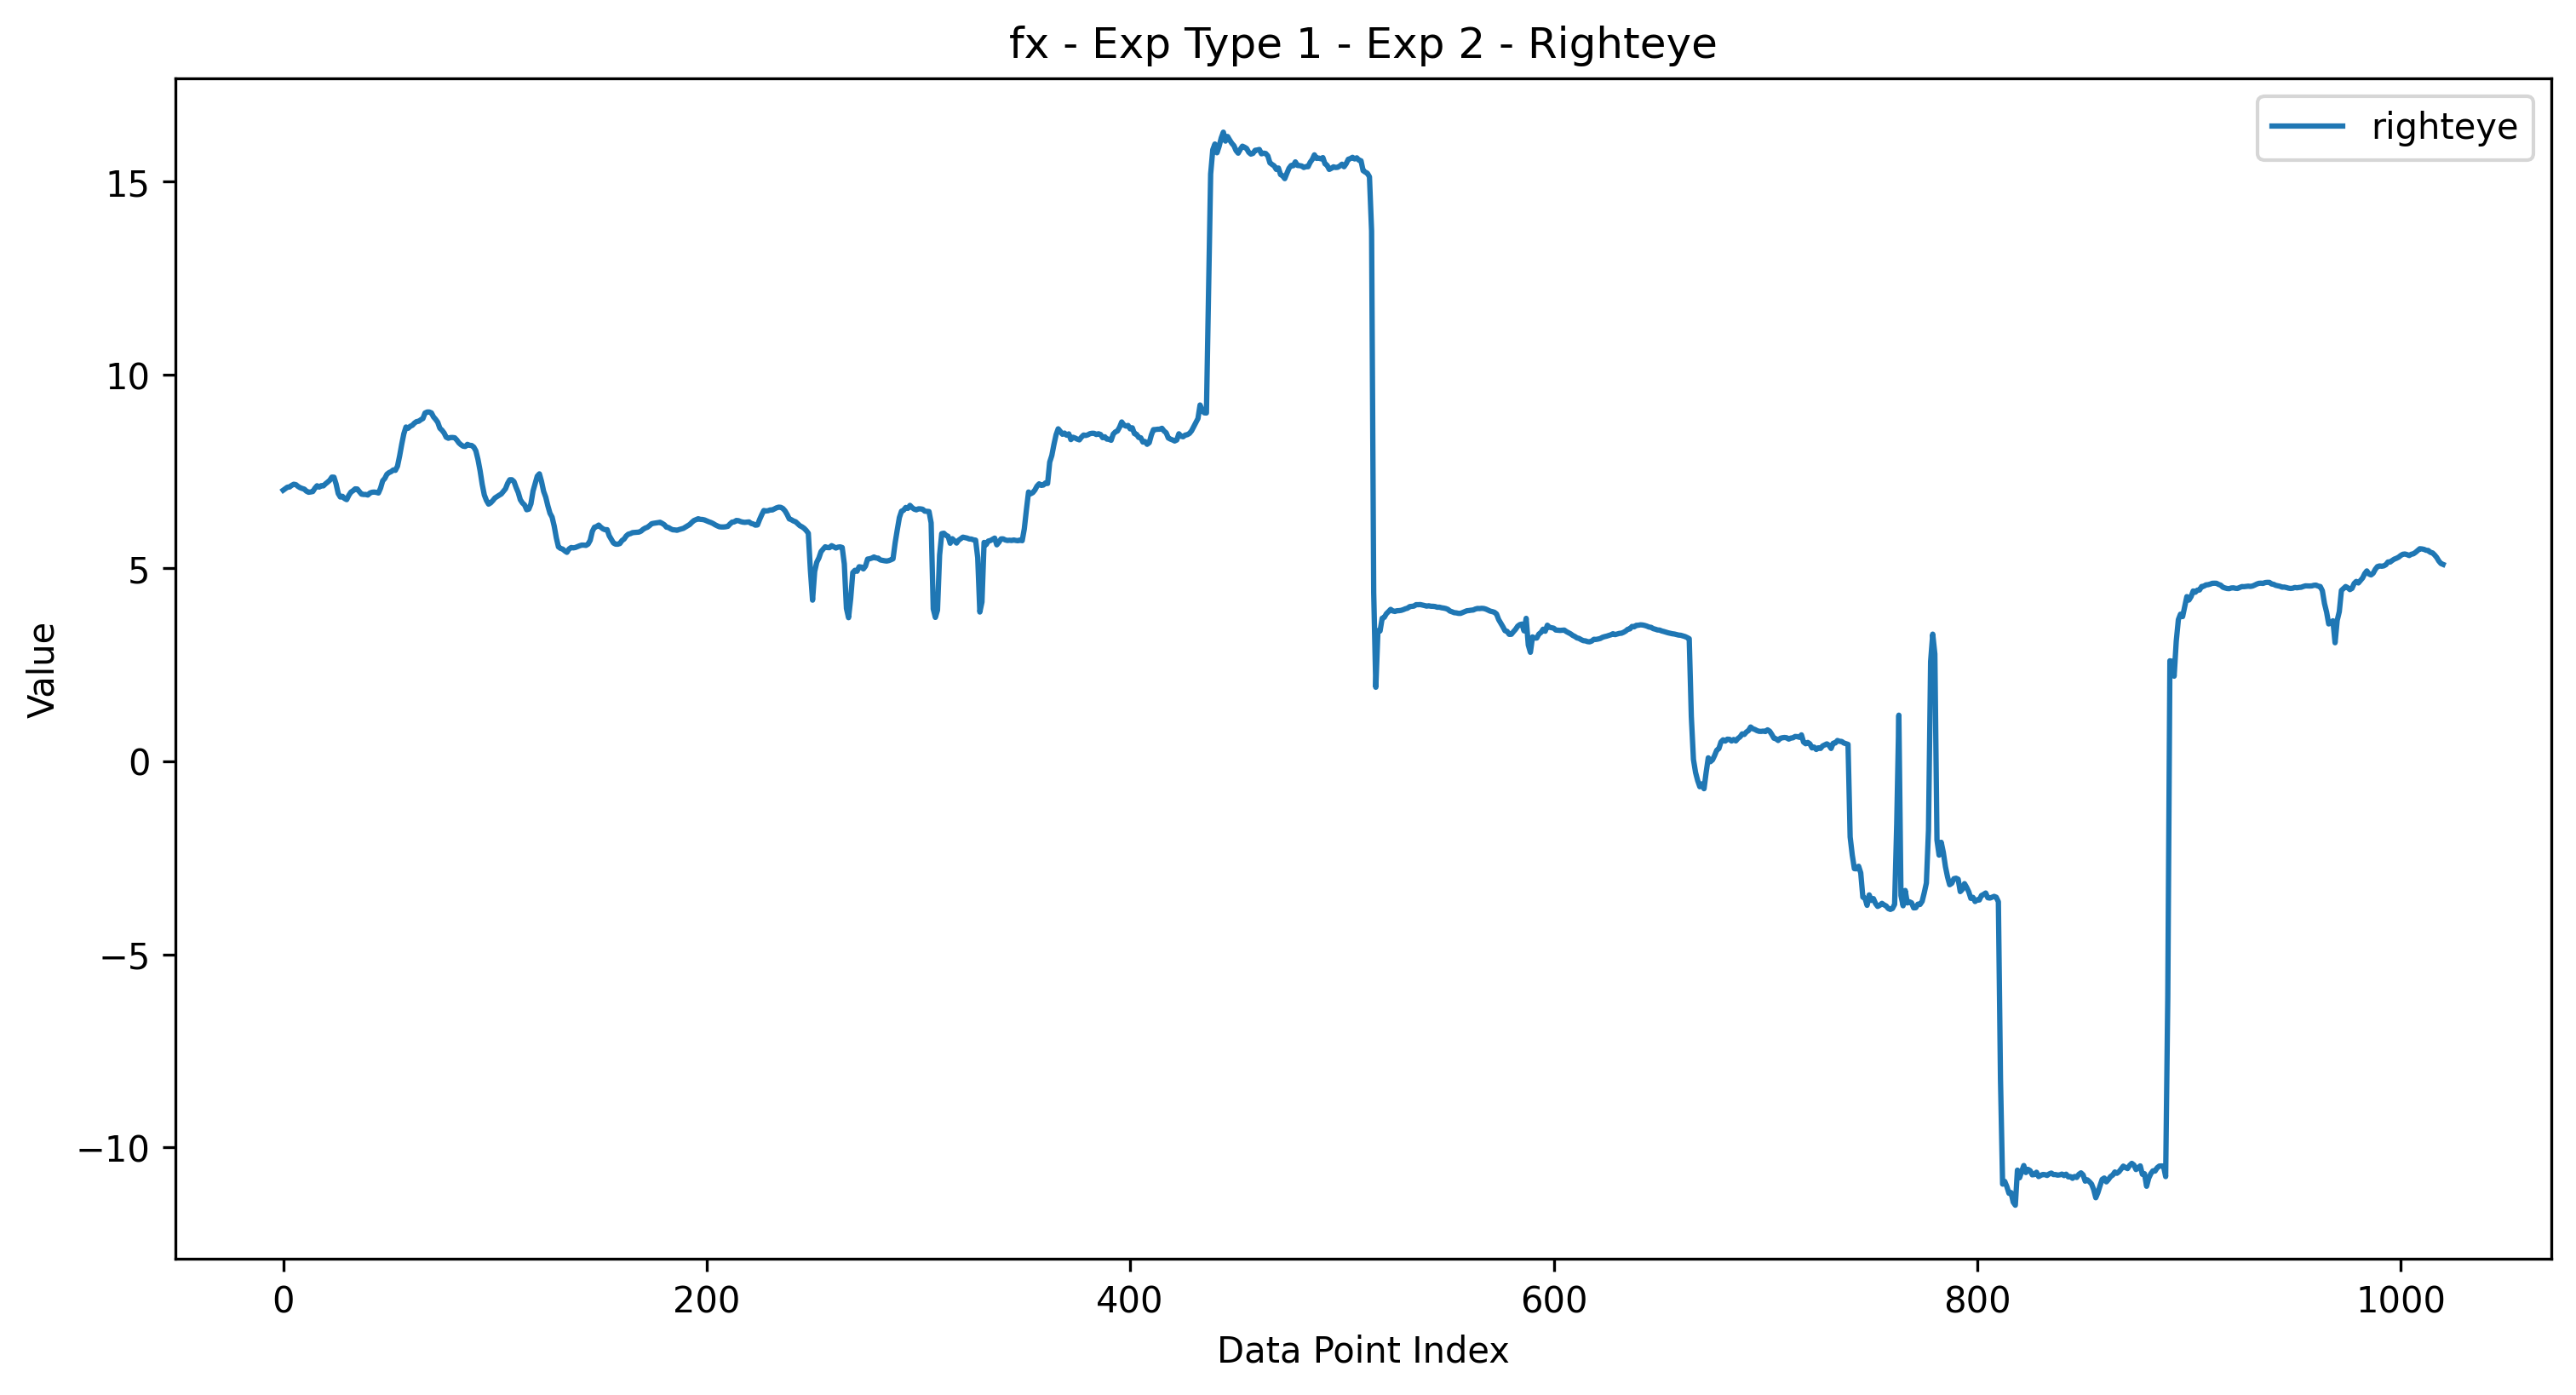 fx - Exp Type 1 - Exp 2 - Righteye
righteye
15
10
5
0
−5
−10
Value
0 200 400 600 800 1000
Data Point Index